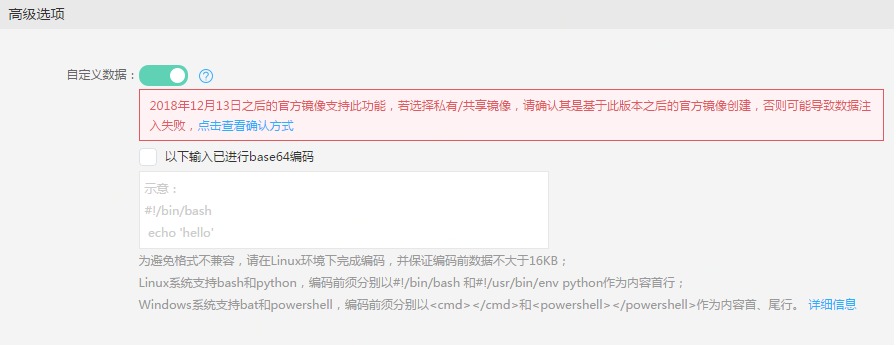 高级选项
自定义数据：
2018年12月13日之后的官方镜像支持此功能，若选择私有/共享镜像，请确认其是基于此版本之后的官方镜像创建，否则可能导致数据注
入失败，点击查看确认方式
以下输入已进行base64编码
示意：
#!/bin/bash
echo 'hello'
为避免格式不兼容，请在Linux环境下完成编码，并保证编码前数据不大于16KB；
Linux系统支持bash和python，编码前须分别以#!/bin/bash 和#!/usr/bin/env python作为内容首行；
Windows系统支持bat和powershell，编码前须分别以<cmd></cmd>和<powershell></powershell>作为内容首、尾行。 详细信息